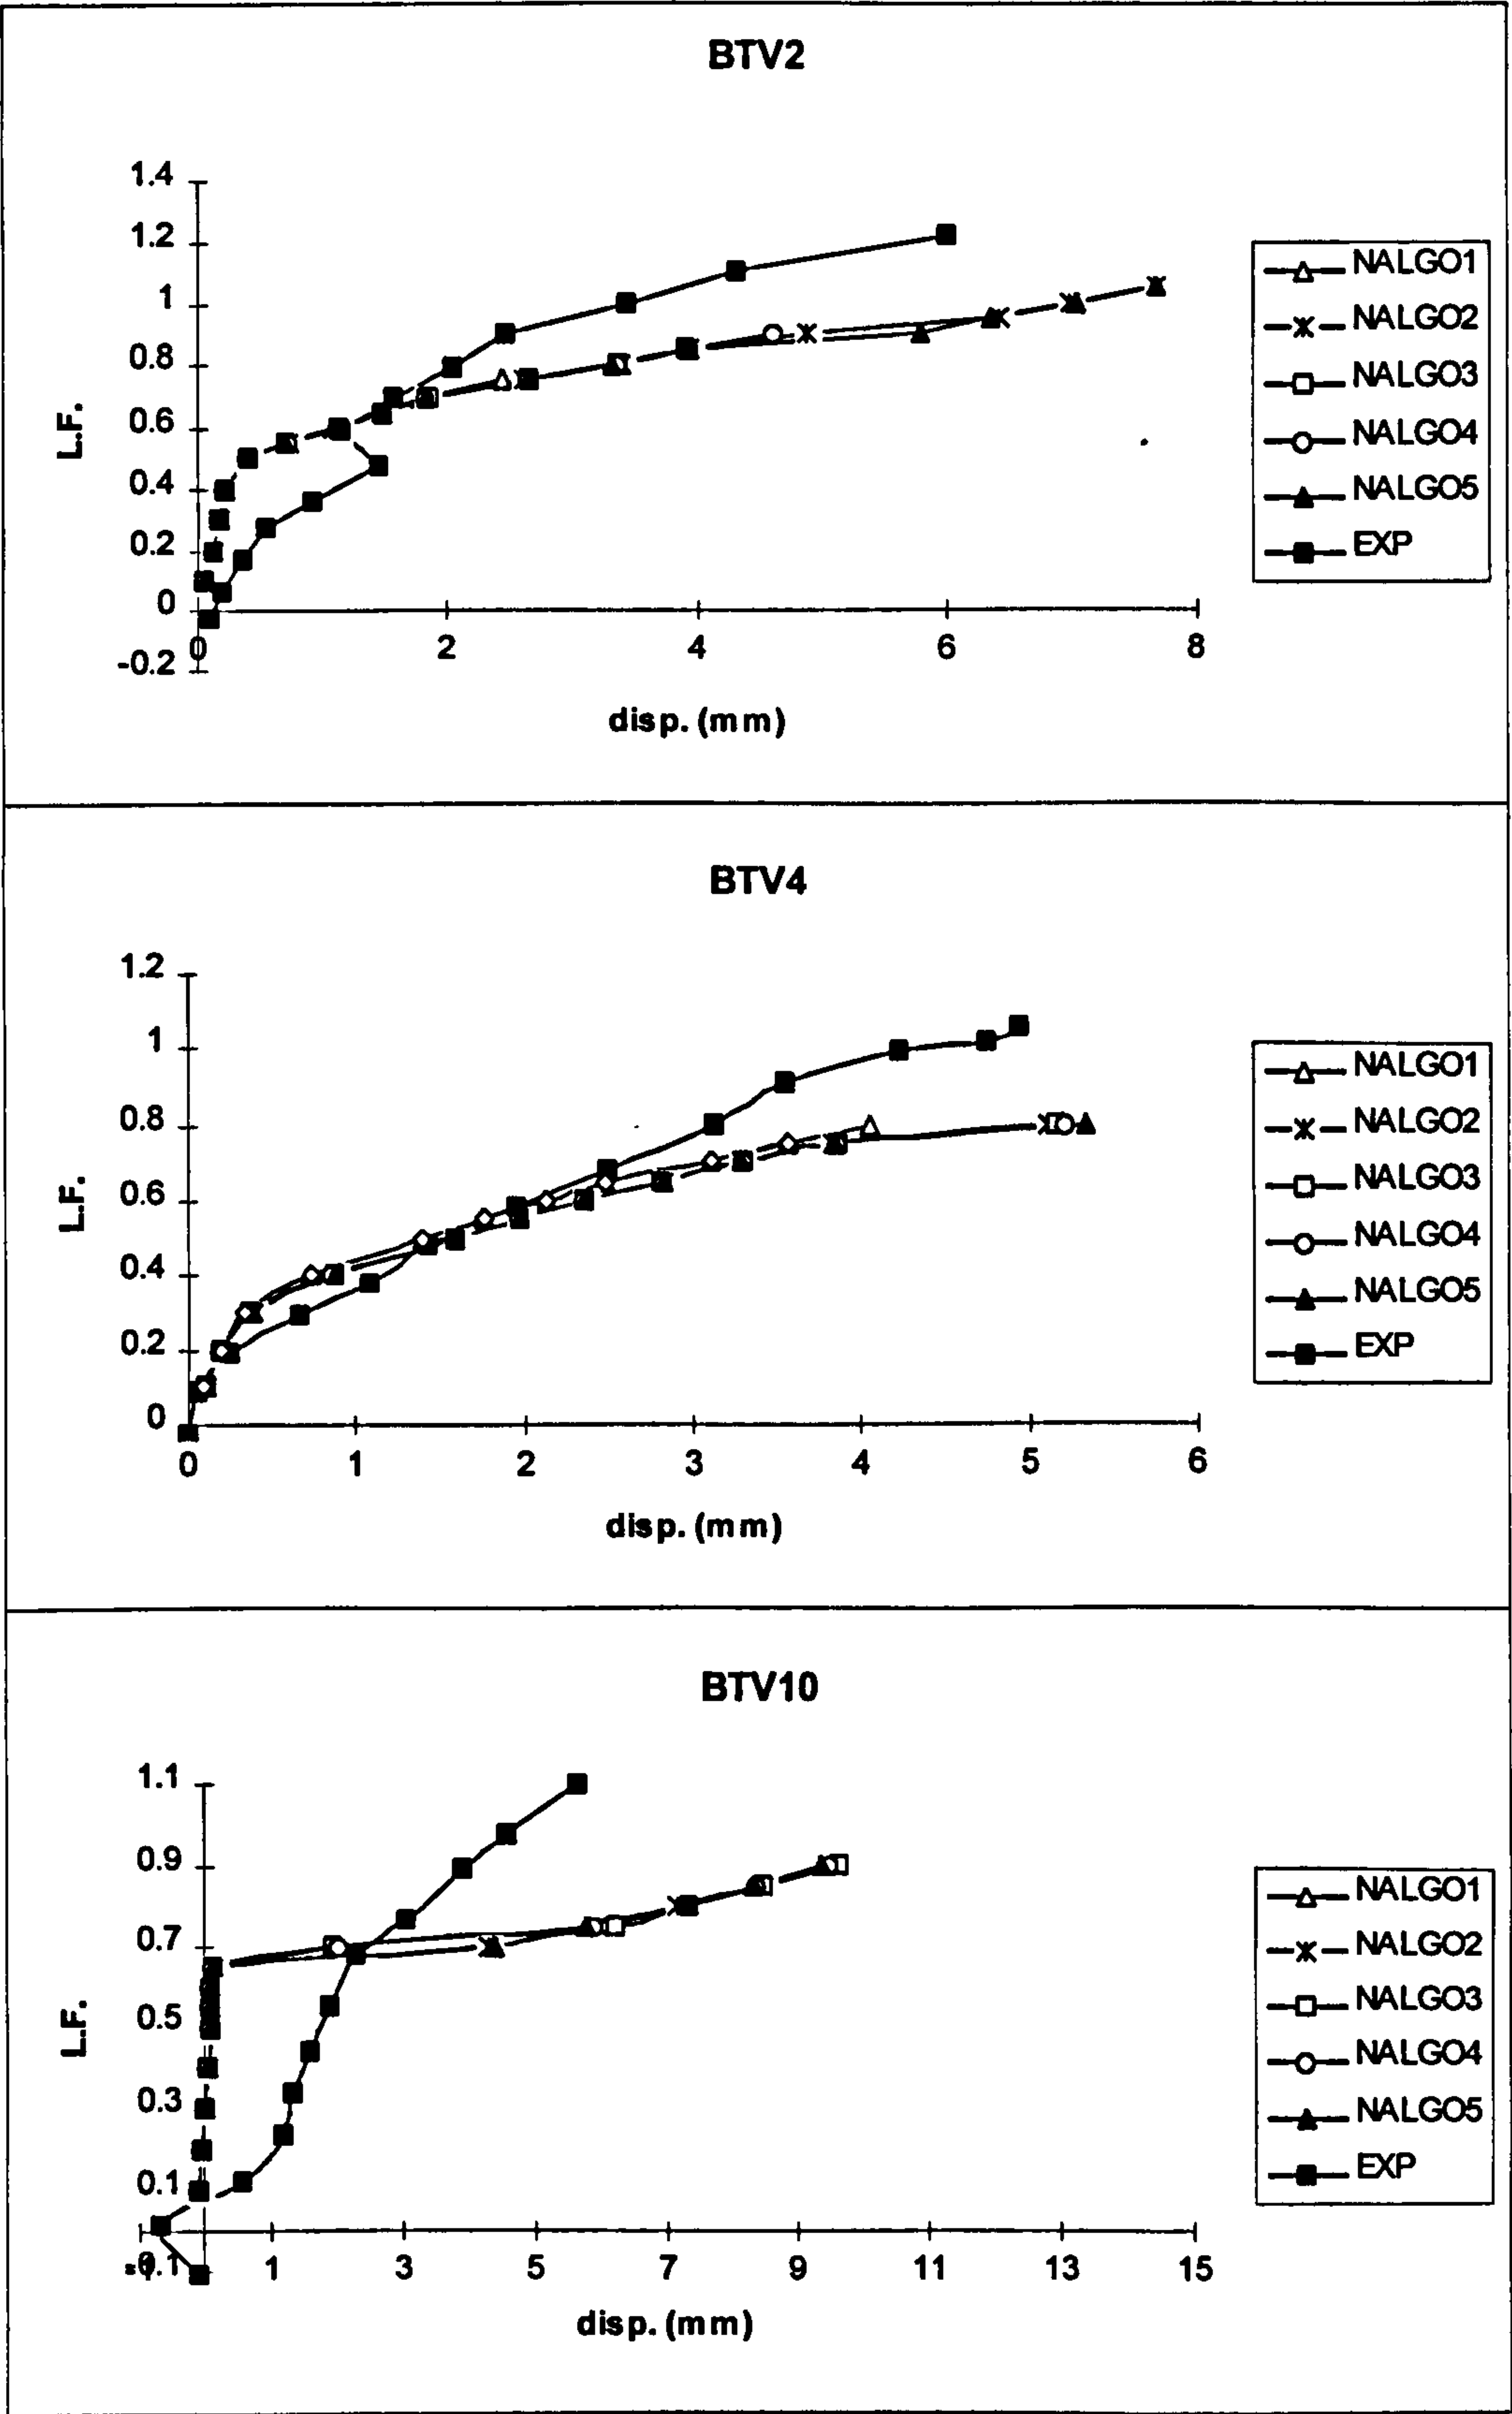 BTV2
1.4
1.2
1
0.8
0.6
0.4
0.2
0
-0.2
L.F.
0 2 4 6 8
disp. (mm)
NALGO1
NALGO2
NALGO3
NALGO4
NALGO5
EXP
BTV4
1.2
1
0.8
0.6
0.4
0.2
0
L.F.
0 1 2 3 4 5 6
disp. (mm)
NALGO1
NALGO2
NALGO3
NALGO4
NALGO5
EXP
BTV10
1.1
0.9
0.7
0.5
0.3
0.1
L.F.
1 3 5 7 9 11 13 15
disp. (mm)
NALGO1
NALGO2
NALGO3
NALGO4
NALGO5
EXP